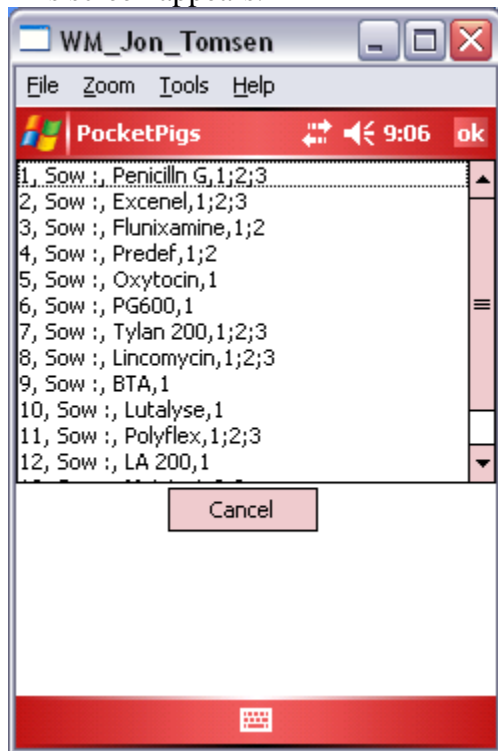 WM_Jon_Tomsen
File Zoom Tools Help
PocketPigs 9:06 ok
1, Sow :, Penicilln G,1;2;3
2, Sow :, Excenel,1;2;3
3, Sow :, Flunixamine,1;2
4, Sow :, Predef,1;2
5, Sow :, Oxytocin,1
6, Sow :, PG600,1
7, Sow :, Tylan 200,1;2;3
8, Sow :, Lincomycin,1;2;3
9, Sow :, BTA,1
10, Sow :, Lutalyse,1
11, Sow :, Polyflex,1;2;3
12, Sow :, LA 200,1
Cancel